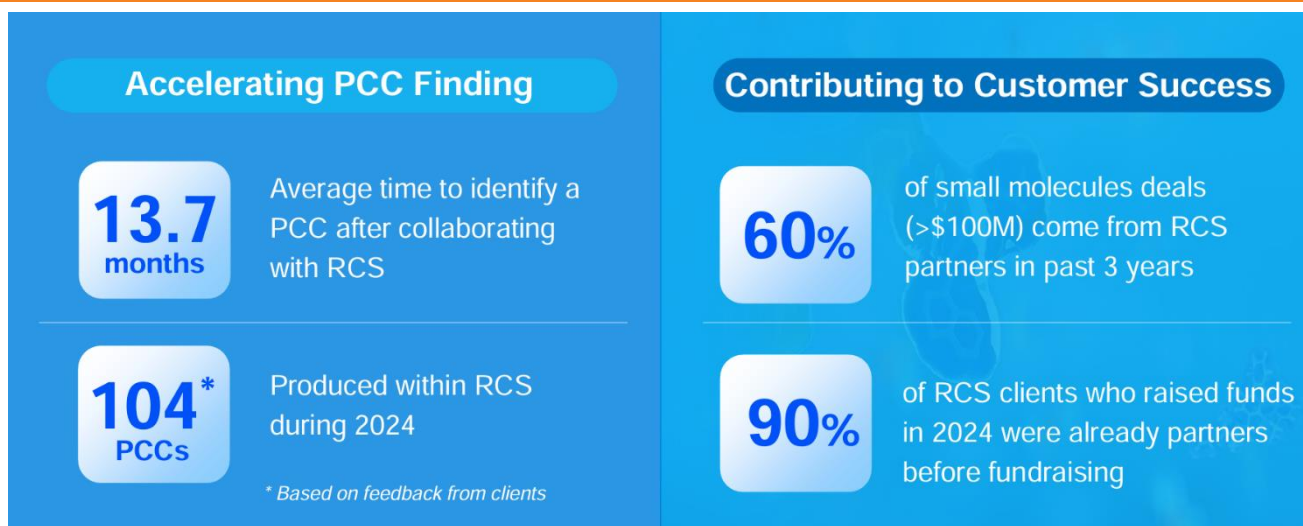 Accelerating PCC Finding
13.7
months
Average time to identify a
PCC after collaborating
with RCS
104*
PCCs
Produced within RCS
during 2024
* Based on feedback from clients
Contributing to Customer Success
60%
of small molecules deals
(>$100M) come from RCS
partners in past 3 years
90%
of RCS clients who raised funds
in 2024 were already partners
before fundraising